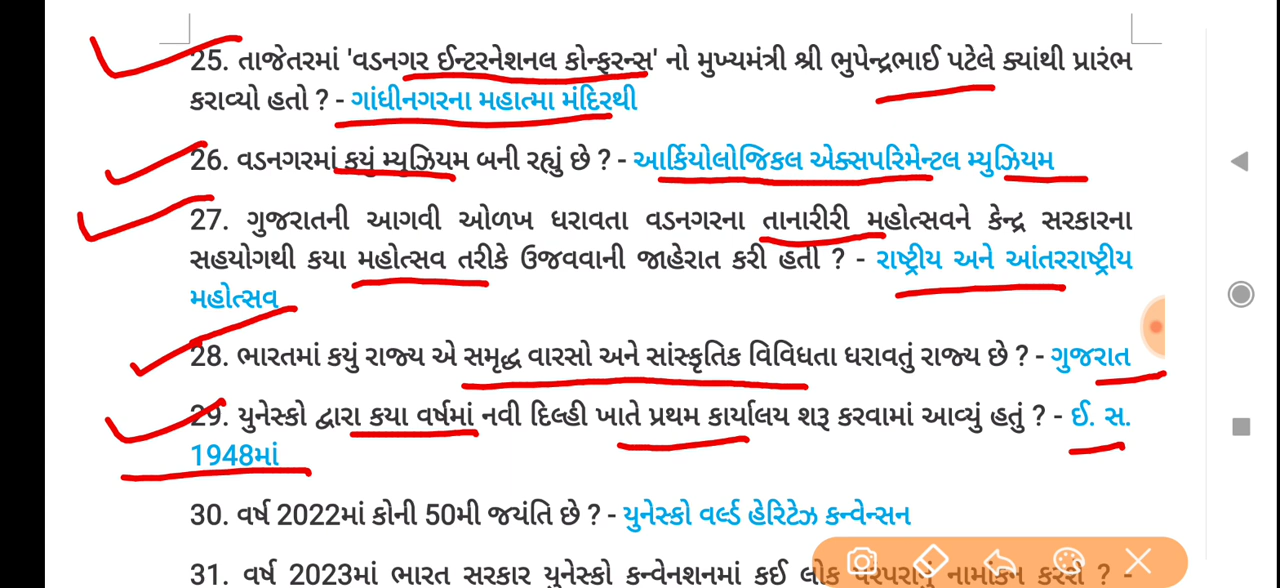 25. તાજેતરમાં 'વડનગર ઈન્ટરનેશનલ કોન્ફરન્સ' નો મુખ્યમંત્રી શ્રી ભુપેન્દ્રભાઈ પટેલે ક્યાંથી પ્રારંભ
કરાવ્યો હતો ? - ગાંધીનગરના મહાત્મા મંદિરથી
26. વડનગરમાં કયું મ્યુઝિયમ બની રહ્યું છે ? - આર્કિયોલોજિકલ એક્સપરિમેન્ટલ મ્યુઝિયમ
27. ગુજરાતની આગવી ઓળખ ધરાવતા વડનગરના તાનારીરી મહોત્સવને કેન્દ્ર સરકારના
સહયોગથી કયા મહોત્સવ તરીકે ઉજવવાની જાહેરાત કરી હતી ? - રાષ્ટ્રીય અને આંતરરાષ્ટ્રીય
મહોત્સવ
28. ભારતમાં કયું રાજ્ય એ સમૃદ્ધ વારસો અને સાંસ્કૃતિક વિવિધતા ધરાવતું રાજ્ય છે ? - ગુજરાત
29. યુનેસ્કો દ્વારા કયા વર્ષમાં નવી દિલ્હી ખાતે પ્રથમ કાર્યાલય શરૂ કરવામાં આવ્યું હતું ? - ઈ. સ.
1948માં
30. વર્ષ 2022માં કોની 50મી જયંતિ છે ? - યુનેસ્કો વર્લ્ડ હેરિટેઝ કન્વેન્સન
31. વર્ષ 2023માં ભારત સરકાર યુનેસ્કો કન્વેનશનમાં કઈ લોક પરંપરાનું નામાંકન કરશે ? -